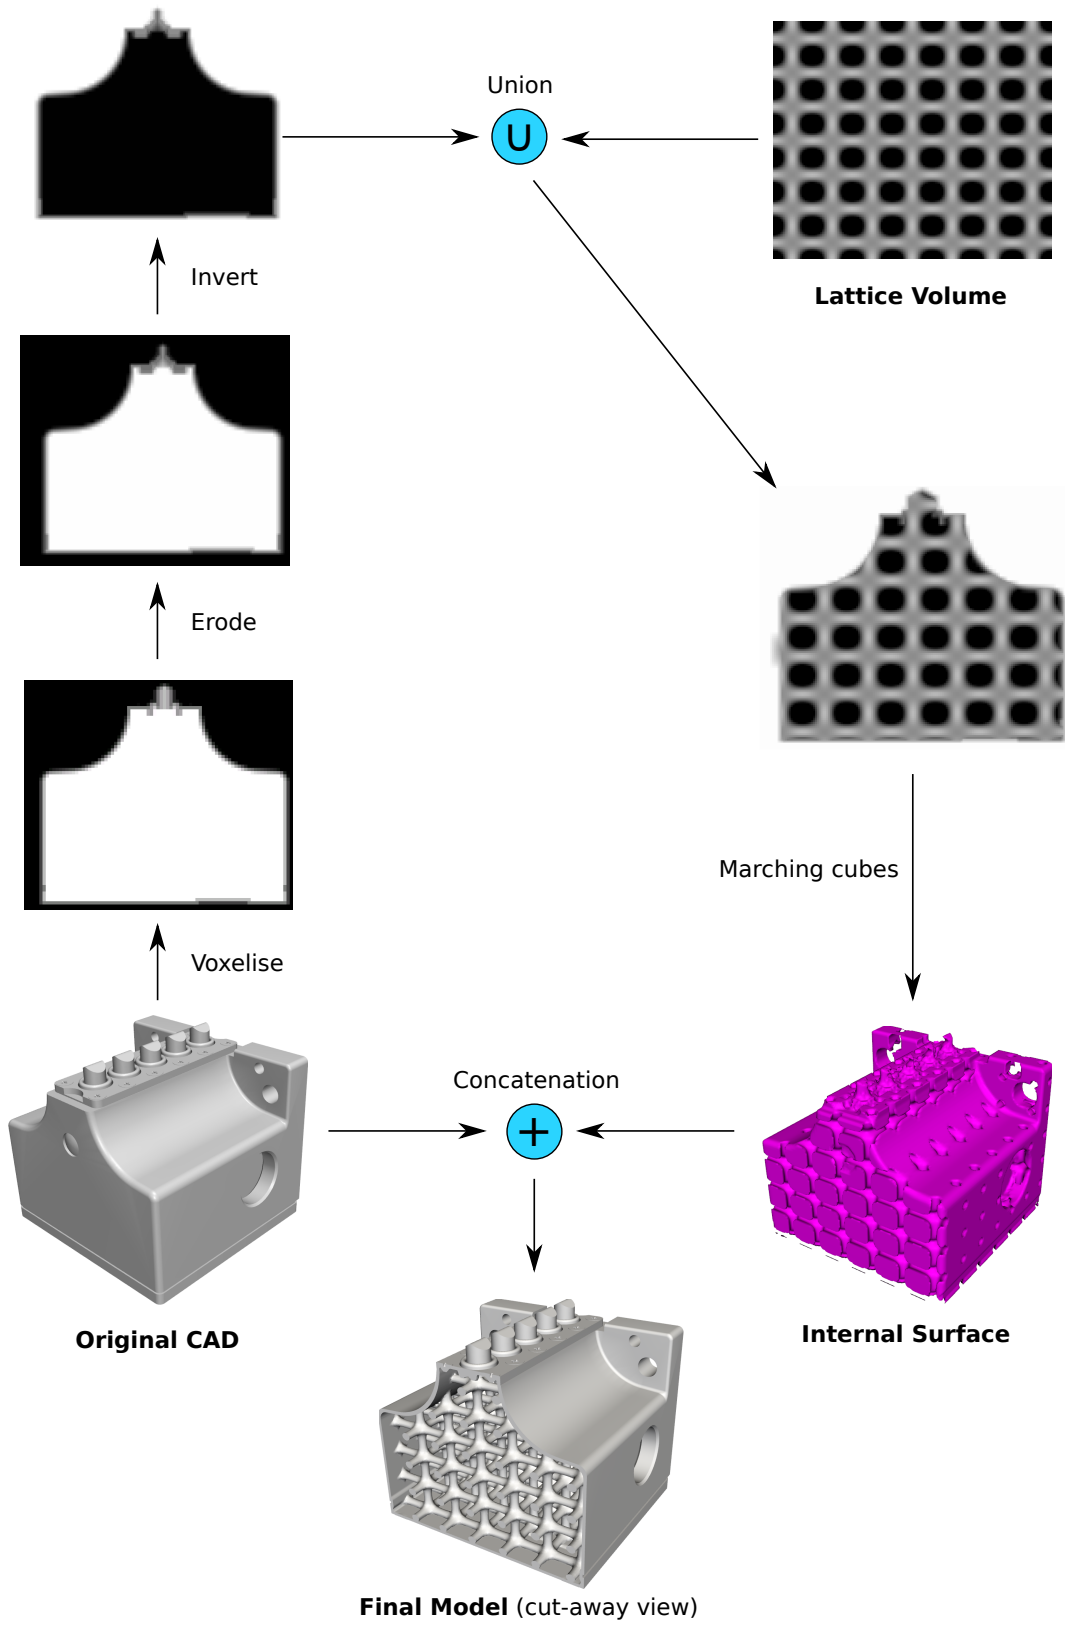 Union
U
Lattice Volume
Invert
Erode
Marching cubes
Voxelise
Concatenation
+
Original CAD
Internal Surface
Final Model (cut-away view)